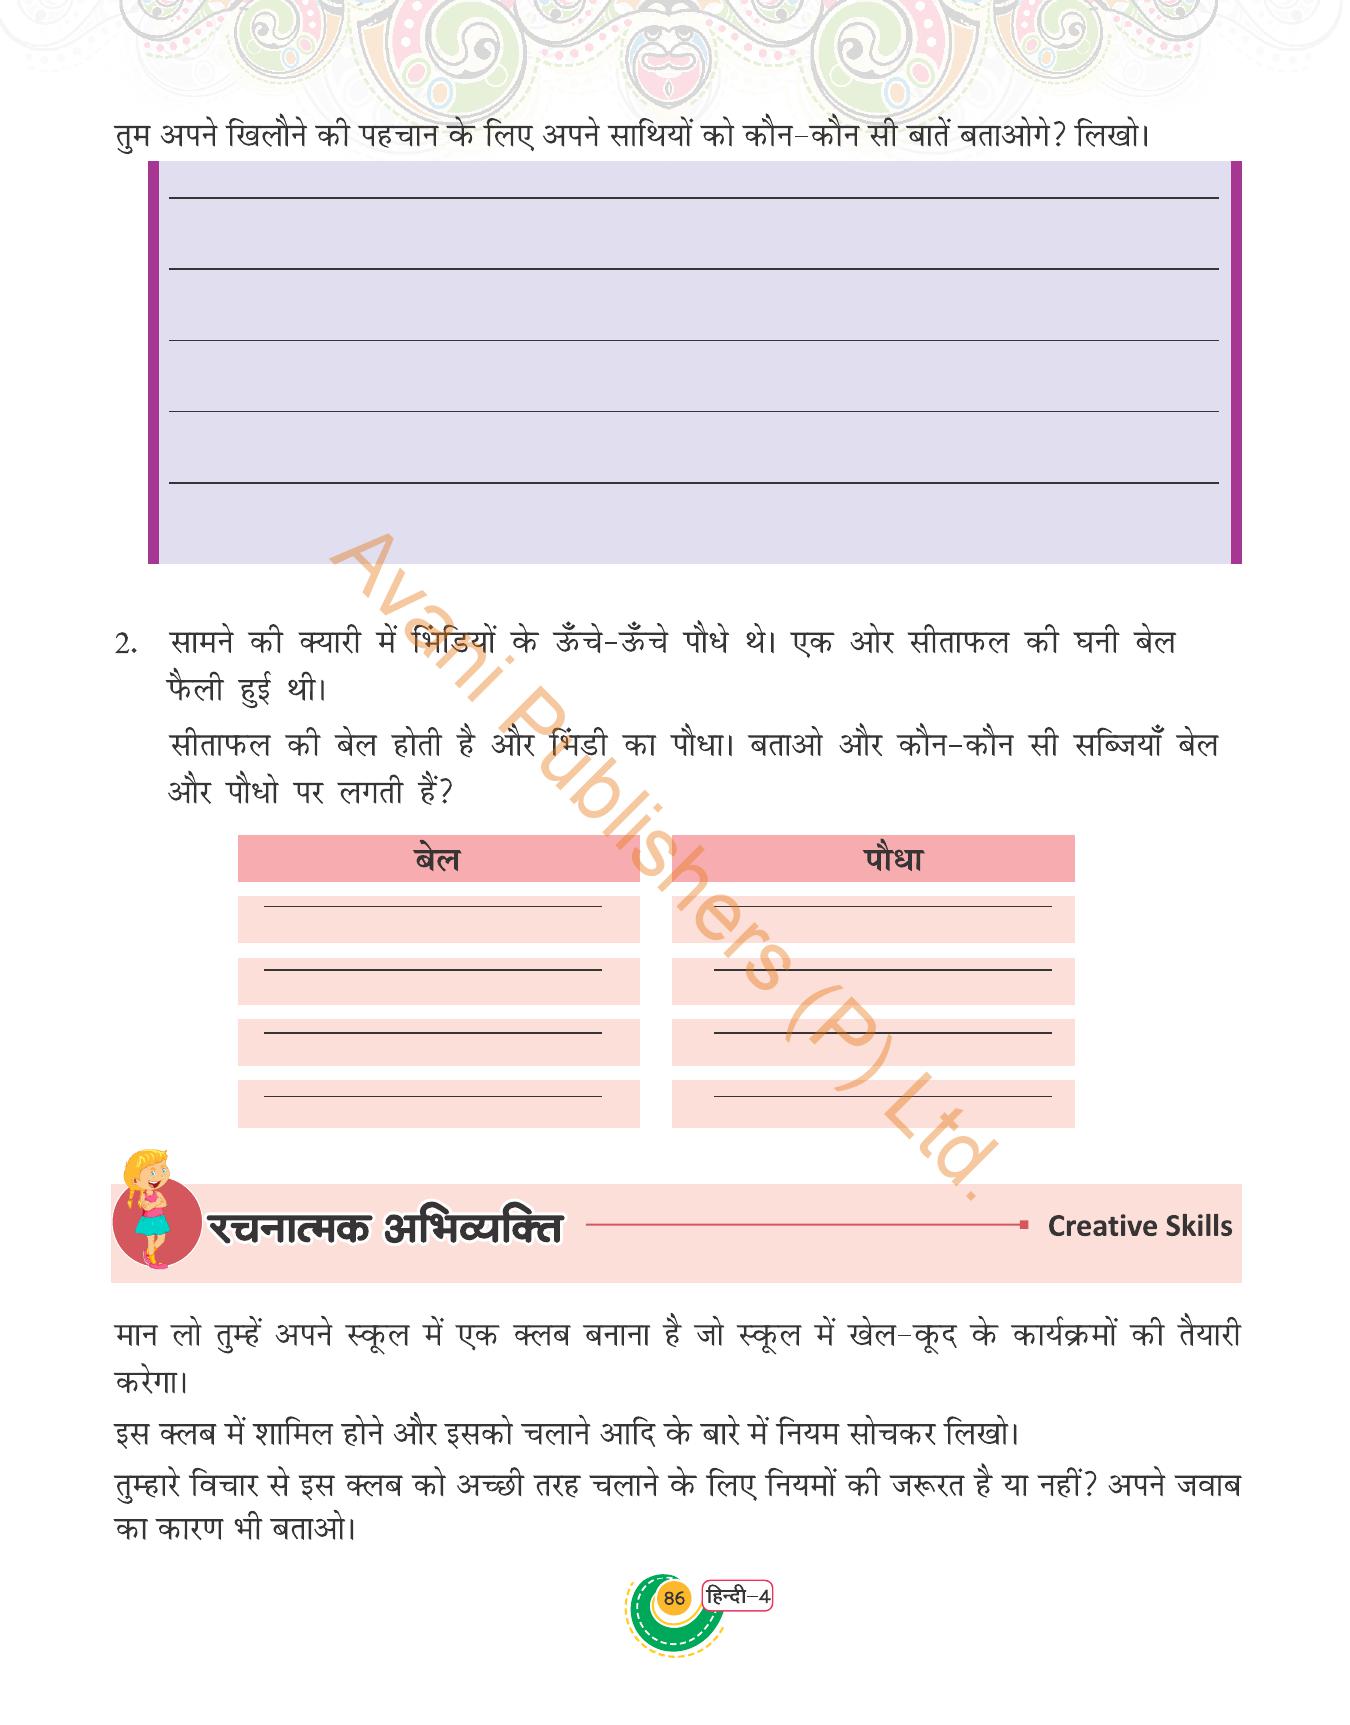 तुम अपने खिलौने की पहचान के लिए अपने साथियों को कौन-कौन सी बातें बताओगे? लिखो।
2. सामने की क्यारी में भिंडियों के ऊँचे-ऊँचे पौधे थे। एक ओर सीताफल की घनी बेल
फैली हुई थी।
सीताफल की बेल होती है और भिंडी का पौधा। बताओ और कौन-कौन सी सब्जियाँ बेल
और पौधो पर लगती हैं?
बेल पौधा
Avani Publishers (P) Ltd.
रचनात्मक अभिव्यक्ति Creative Skills
मान लो तुम्हें अपने स्कूल में एक क्लब बनाना है जो स्कूल में खेल-कूद के कार्यक्रमों की तैयारी
करेगा।
इस क्लब में शामिल होने और इसको चलाने आदि के बारे में नियम सोचकर लिखो।
तुम्हारे विचार से इस क्लब को अच्छी तरह चलाने के लिए नियमों की जरूरत है या नहीं? अपने जवाब
का कारण भी बताओ।
86 हिन्दी-4